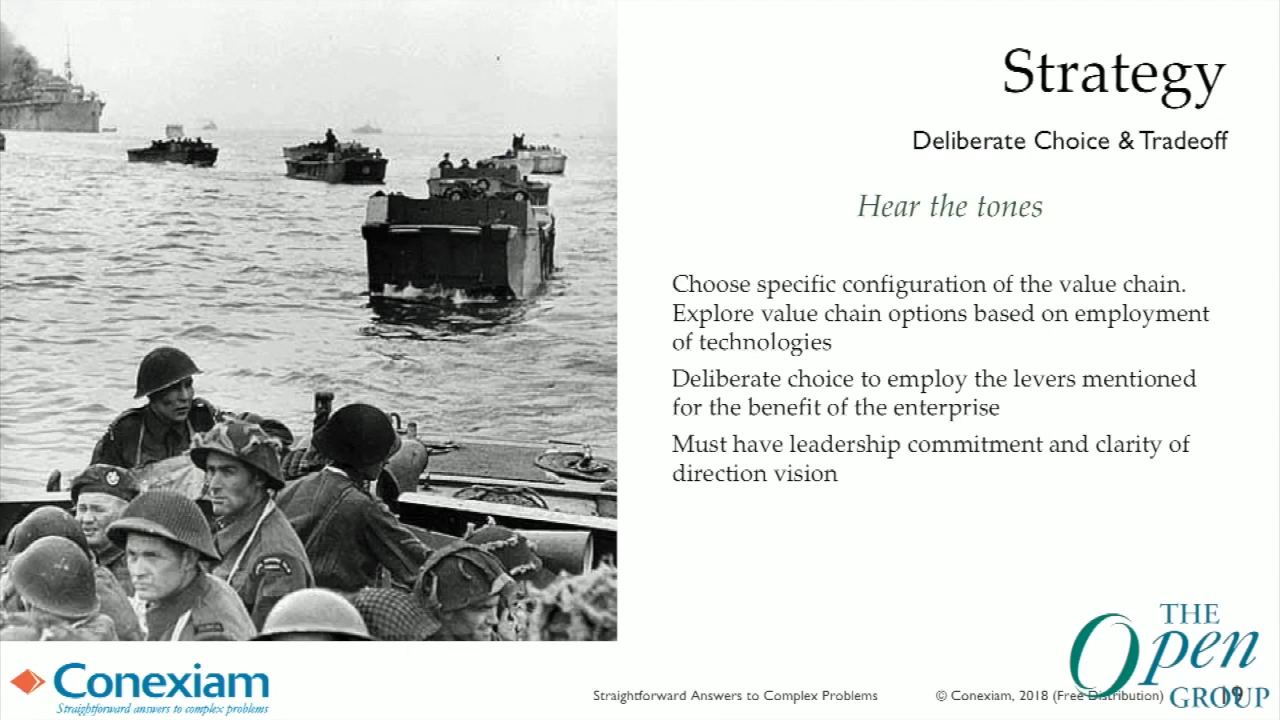 Strategy
Deliberate Choice & Tradeoff
Hear the tones
Choose specific configuration of the value chain.
Explore value chain options based on employment
of technologies
Deliberate choice to employ the levers mentioned
for the benefit of the enterprise
Must have leadership commitment and clarity of
direction vision
Conexiam
Straightforward answers to complex problems
Straightforward Answers to Complex Problems
© Conexiam, 2018 (Free Distribution)
19
THE
Open
GROUP